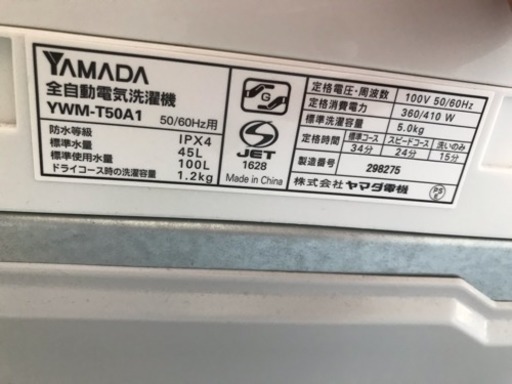 YAMADA
全自動電気洗濯機
YWM-T50A1
50/60Hz用
防水等級 IPX4
標準水量 45L
標準使用水量 100L
ドライコース時の洗濯容量 1.2kg
G
JET
1628
Made in China
定格電圧・周波数 100V 50/60Hz
定格消費電力 360/410 W
標準洗濯容量 5.0kg
定格時間 標準コース スピードコース 洗いのみ
34分 24分 15分
製造番号 298275
株式会社 ヤマダ電機
PS
E